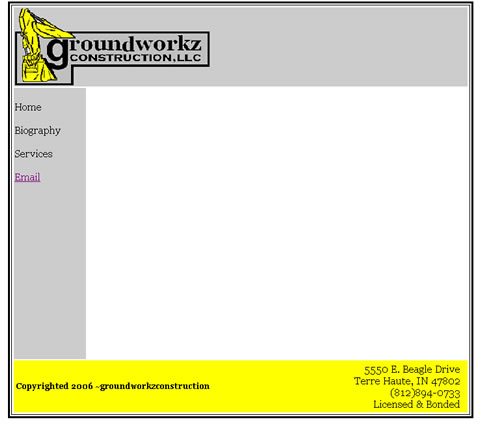 groundworkz
CONSTRUCTION,LLC
Home
Biography
Services
Email
Copyrighted 2006 -groundworkzconstruction
5550 E. Beagle Drive
Terre Haute, IN 47802
(812)894-0733
Licensed & Bonded